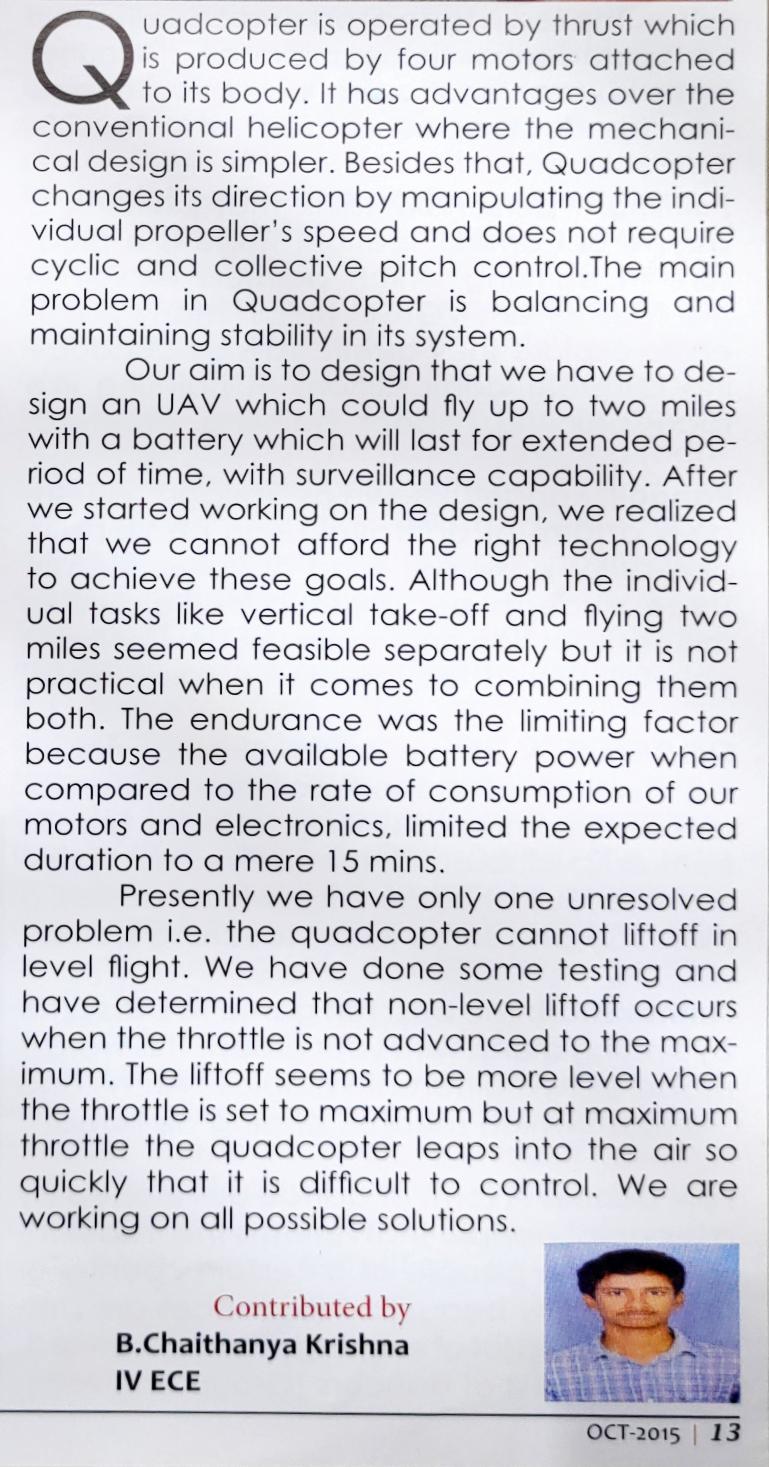 Quadcopter is operated by thrust which
is produced by four motors attached
to its body. It has advantages over the
conventional helicopter where the mechani-
cal design is simpler. Besides that, Quadcopter
changes its direction by manipulating the indi-
vidual propeller's speed and does not require
cyclic and collective pitch control.The main
problem in Quadcopter is balancing and
maintaining stability in its system.
Our aim is to design that we have to de-
sign an UAV which could fly up to two miles
with a battery which will last for extended pe-
riod of time, with surveillance capability. After
we started working on the design, we realized
that we cannot afford the right technology
to achieve these goals. Although the individ-
ual tasks like vertical take-off and flying two
miles seemed feasible separately but it is not
practical when it comes to combining them
both. The endurance was the limiting factor
because the available battery power when
compared to the rate of consumption of our
motors and electronics, limited the expected
duration to a mere 15 mins.
Presently we have only one unresolved
problem i.e. the quadcopter cannot liftoff in
level flight. We have done some testing and
have determined that non-level liftoff occurs
when the throttle is not advanced to the max-
imum. The liftoff seems to be more level when
the throttle is set to maximum but at maximum
throttle the quadcopter leaps into the air so
quickly that it is difficult to control. We are
working on all possible solutions.
Contributed by
B.Chaithanya Krishna
IV ECE
OCT-2015 | 13